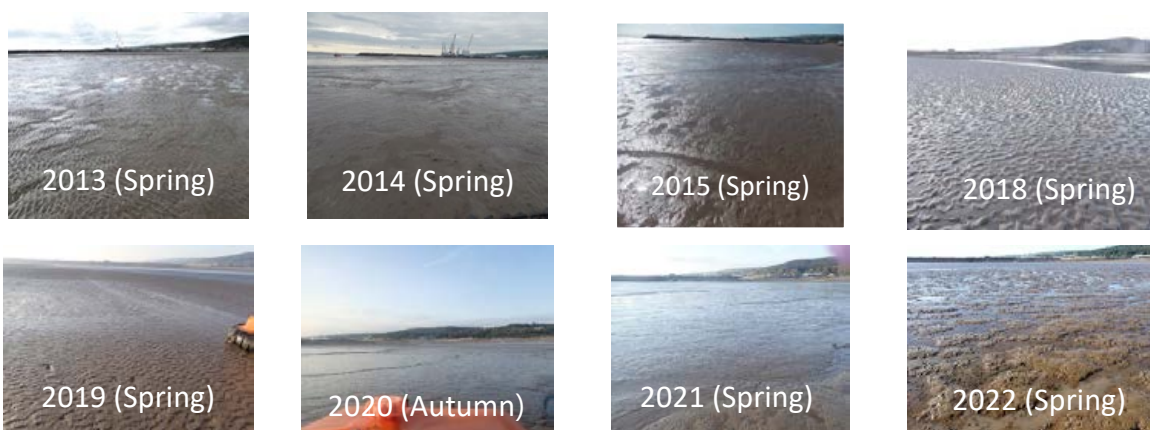 2013 (Spring)
2014 (Spring)
2015 (Spring)
2018 (Spring)
2019 (Spring)
2020 (Autumn)
2021 (Spring)
2022 (Spring)